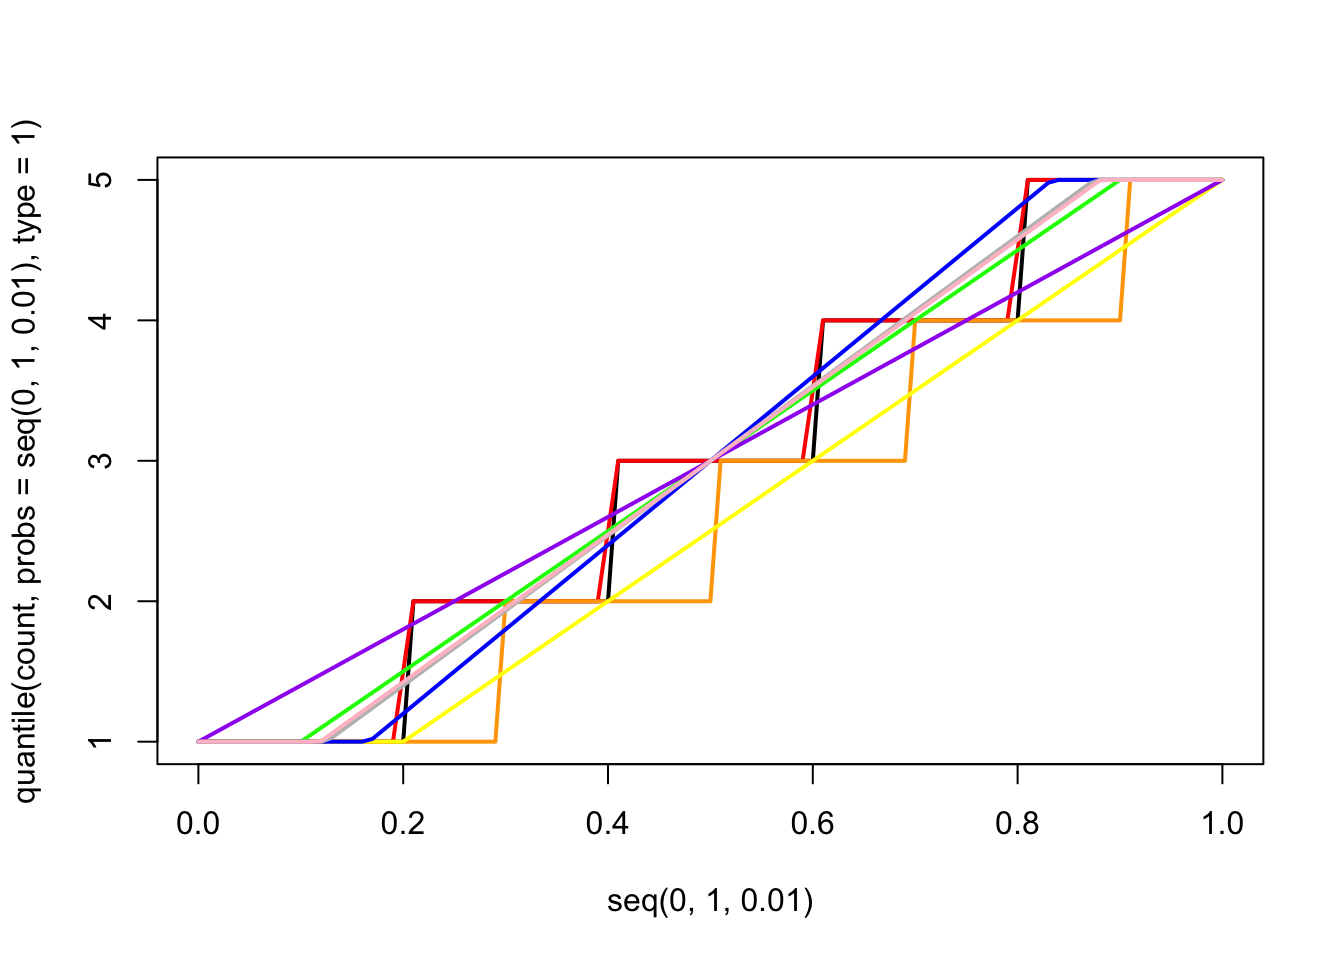 quantile(count, probs = seq(0, 1, 0.01), type = 1)
5
4
3
2
1
0.0 0.2 0.4 0.6 0.8 1.0
seq(0, 1, 0.01)